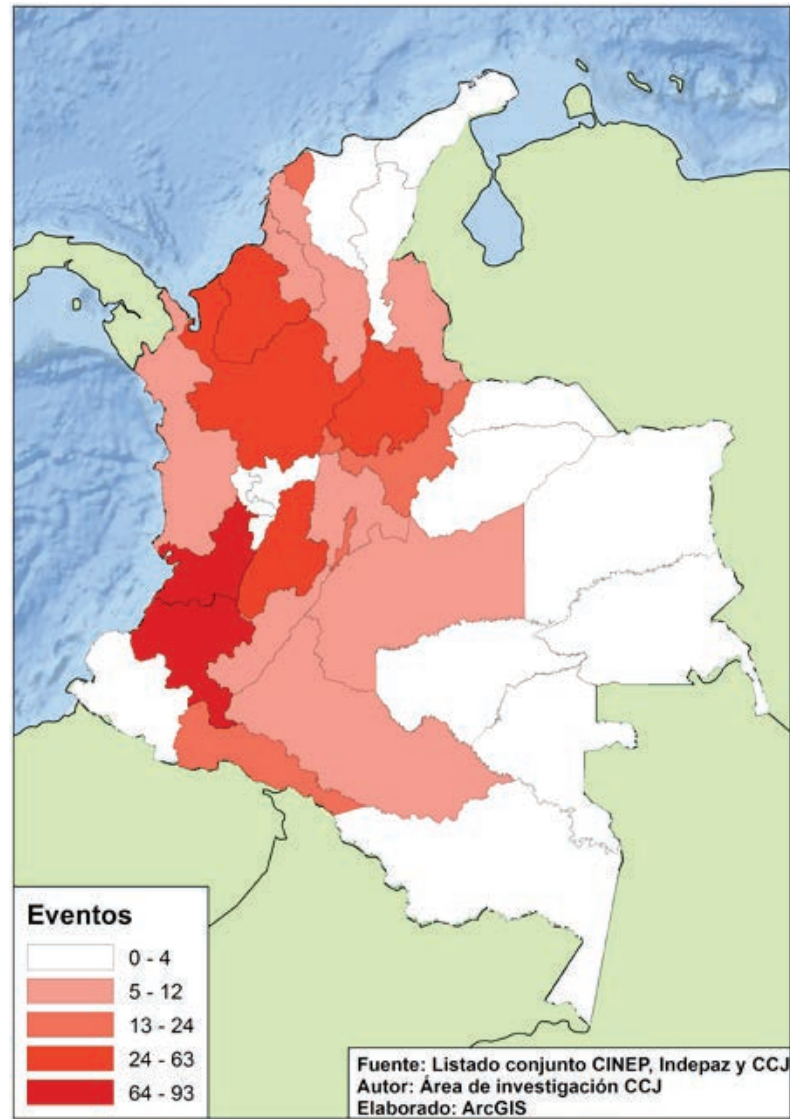 Eventos
0 - 4
5 - 12
13 - 24
24 - 63
64 - 93
Fuente: Listado conjunto CINEP, Indepaz y CCJ
Autor: Área de investigación CCJ
Elaborado: ArcGIS